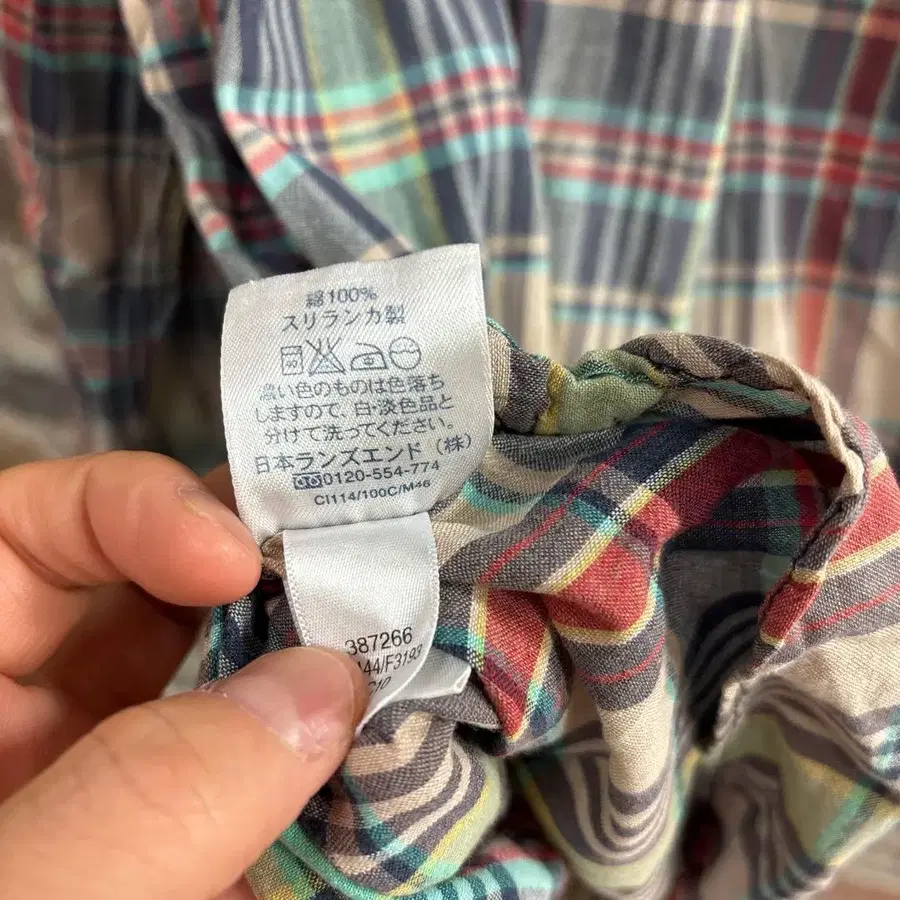 綿100%
スリランカ製
濃い色のものは色落ち
しますので、白・淡色品と
分けて洗ってください。
日本ランズエンド（株）
0120-554-774
CI114/100C/M46
387266
44/F3193